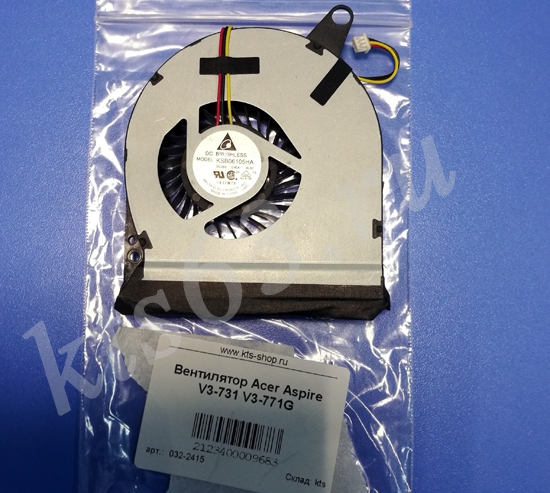 DC BRUSHLESS
MODEL KSB06105HA
www.kts-shop.ru
Вентилятор Acer Aspire
V3-731 V3-771G
2123400009683
арт.: 032-2415
Склад: kts